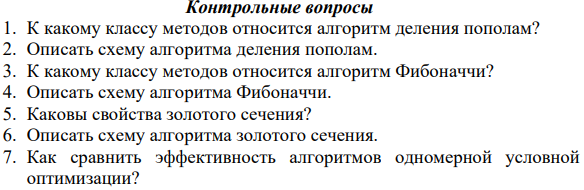 Контрольные вопросы
1. К какому классу методов относится алгоритм деления пополам?
2. Описать схему алгоритма деления пополам.
3. К какому классу методов относится алгоритм Фибоначчи?
4. Описать схему алгоритма Фибоначчи.
5. Каковы свойства золотого сечения?
6. Описать схему алгоритма золотого сечения.
7. Как сравнить эффективность алгоритмов одномерной условной
оптимизации?